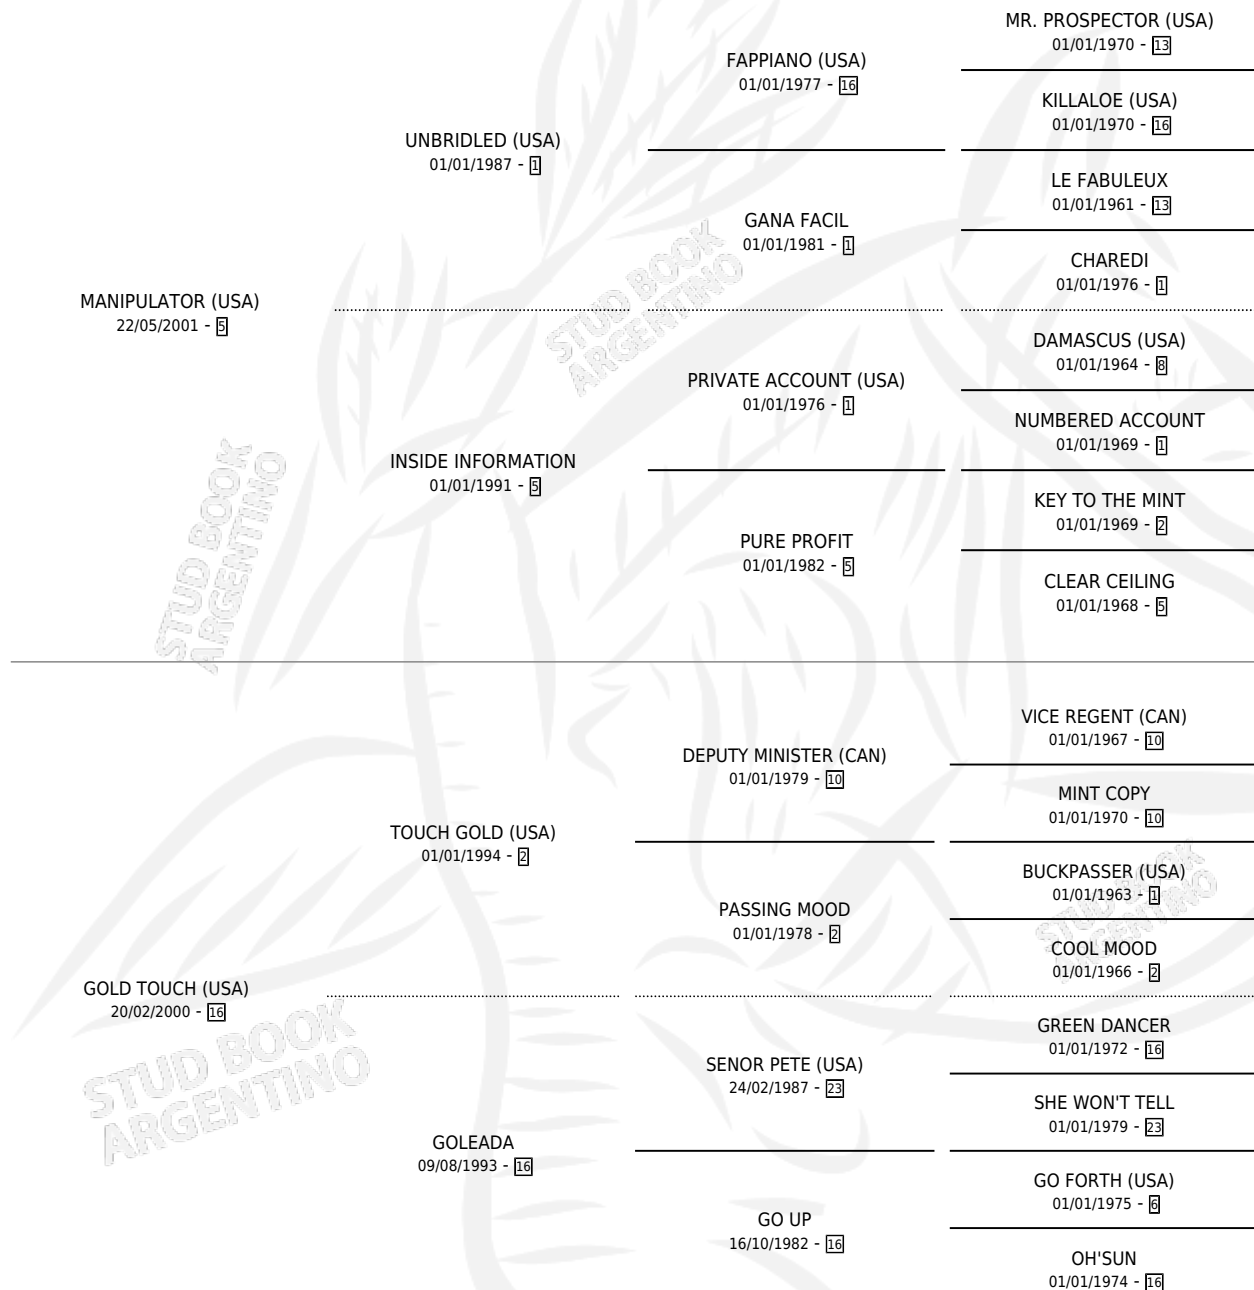 MR. PROSPECTOR (USA)
01/01/1970 - 13
FAPPIANO (USA)
01/01/1977 - 16
KILLALOE (USA)
01/01/1970 - 16
UNBRIDLED (USA)
01/01/1987 - 1
LE FABULEUX
01/01/1961 - 13
GANA FACIL
01/01/1981 - 1
CHAREDI
01/01/1976 - 1
MANIPULATOR (USA)
22/05/2001 - 5
STUD BOOK
ARGENTINO
DAMASCUS (USA)
01/01/1964 - 8
PRIVATE ACCOUNT (USA)
01/01/1976 - 1
NUMBERED ACCOUNT
01/01/1969 - 1
INSIDE INFORMATION
01/01/1991 - 5
KEY TO THE MINT
01/01/1969 - 2
PURE PROFIT
01/01/1982 - 5
CLEAR CEILING
01/01/1968 - 5
STUD BOOK
ARGENTINO
VICE REGENT (CAN)
01/01/1967 - 10
DEPUTY MINISTER (CAN)
01/01/1979 - 10
MINT COPY
01/01/1970 - 10
TOUCH GOLD (USA)
01/01/1994 - 2
BUCKPASSER (USA)
01/01/1963 - 1
PASSING MOOD
01/01/1978 - 2
STUD BOOK
ARGENTINO
COOL MOOD
01/01/1966 - 2
GOLD TOUCH (USA)
20/02/2000 - 16
STUD BOOK
ARGENTINO
GREEN DANCER
01/01/1972 - 16
SENOR PETE (USA)
24/02/1987 - 23
SHE WON'T TELL
01/01/1979 - 23
GOLEADA
09/08/1993 - 16
GO FORTH (USA)
01/01/1975 - 6
GO UP
16/10/1982 - 16
OH'SUN
01/01/1974 - 16